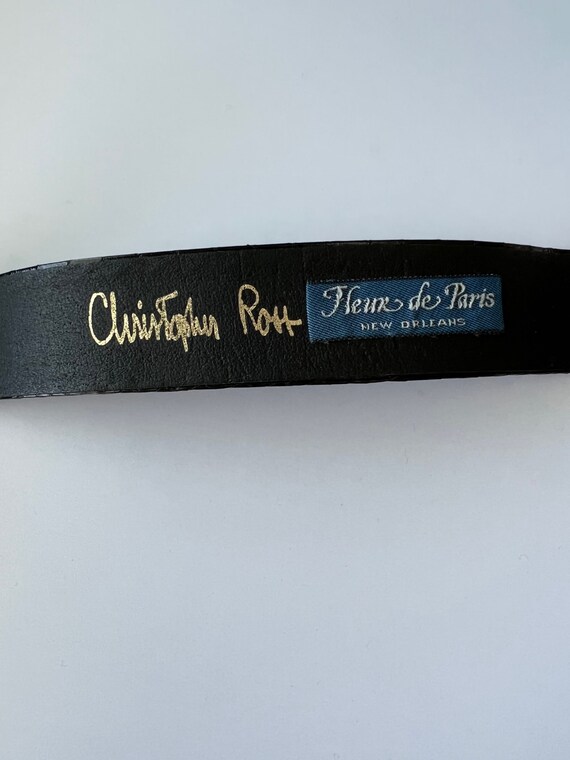 Christopher Ross
Fleur de Paris
NEW ORLEANS